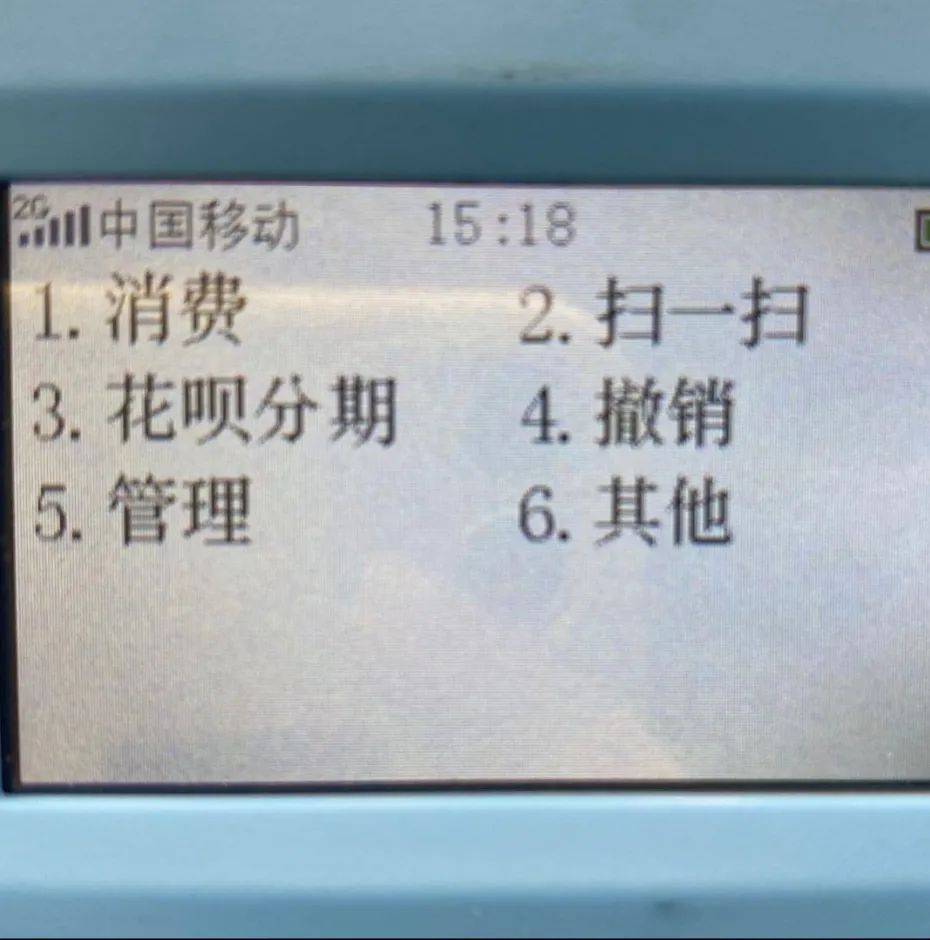 2G 中国移动 15:18
1. 消费 2. 扫一扫
3. 花呗分期 4. 撤销
5. 管理 6. 其他